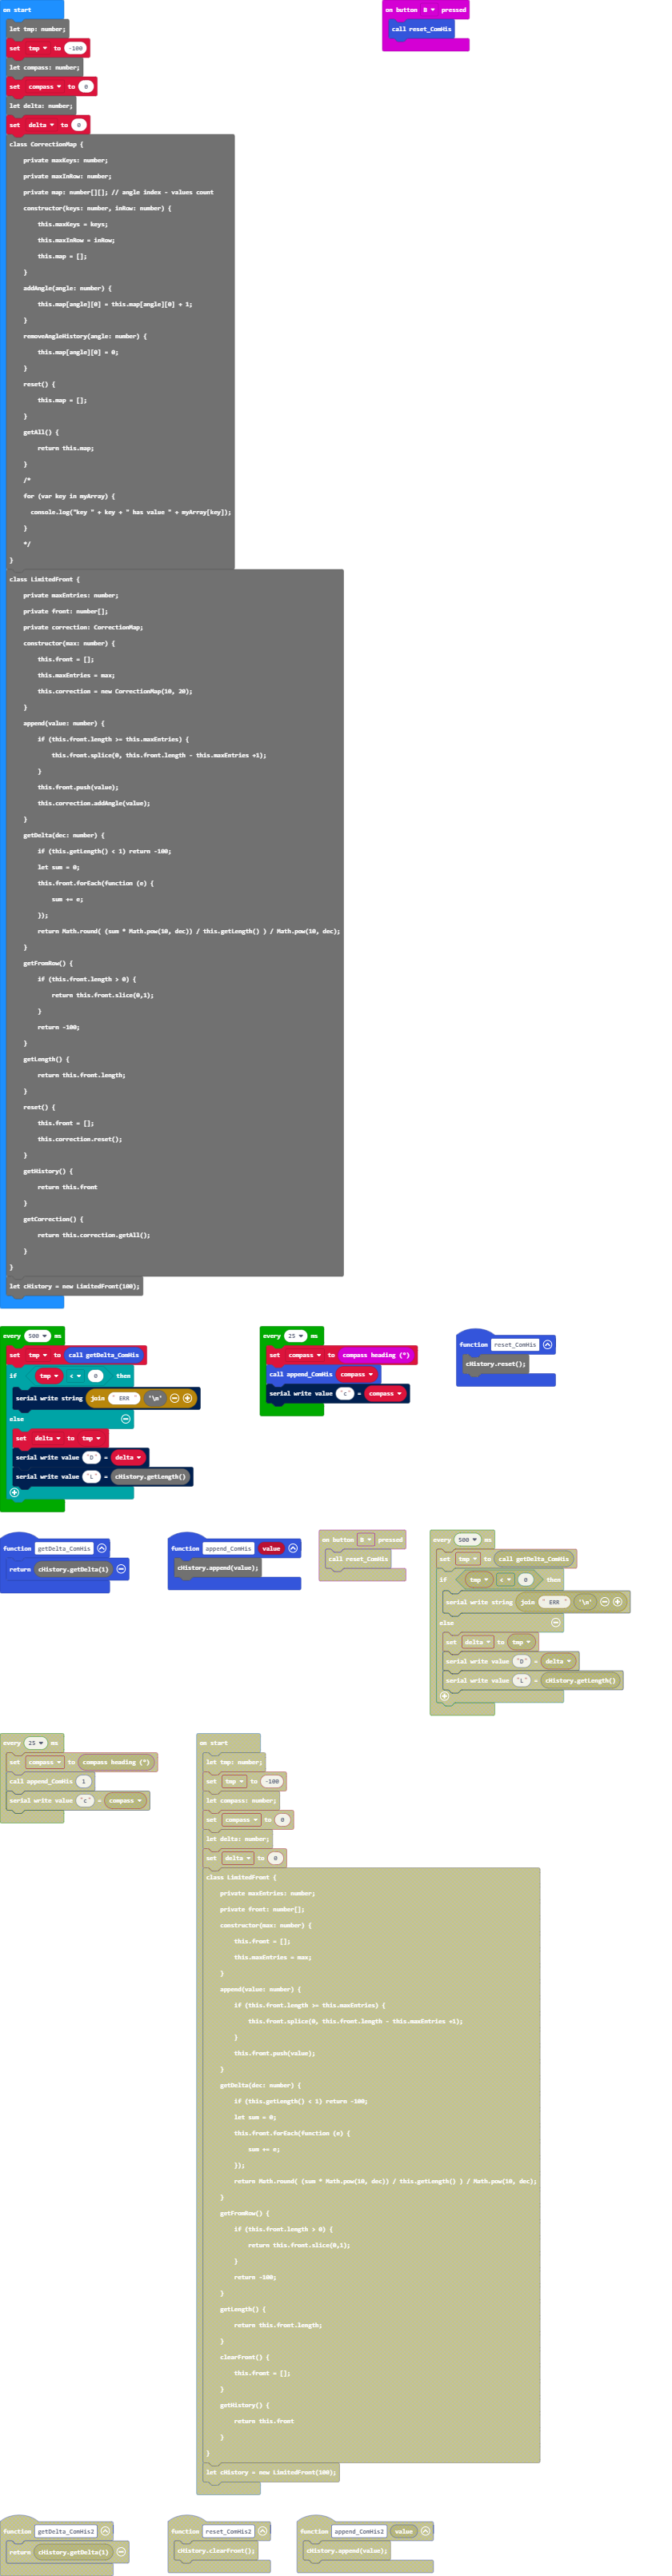 on start
let tmp: number;
set tmp to -100
let compass: number;
set compass to 0
let delta: number;
set delta to 0
class CorrectionMap {
private maxKeys: number;
private maxInRow: number;
private map: number[][]; // angle index - values count
constructor(keys: number, inRow: number) {
this.maxKeys = keys;
this.maxInRow = inRow;
this.map = [];
}
addAngle(angle: number) {
this.map[angle][0] = this.map[angle][0] + 1;
}
removeAngleHistory(angle: number) {
this.map[angle][0] = 0;
}
reset() {
this.map = [];
}
getAll() {
return this.map;
}
/*
for (var key in myArray) {
console.log("key " + key + " has value " + myArray[key]);
}
*/
}
class LimitedFront {
private maxEntries: number;
private front: number[];
private correction: CorrectionMap;
constructor(max: number) {
this.front = [];
this.maxEntries = max;
this.correction = new CorrectionMap(10, 20);
}
append(value: number) {
if (this.front.length >= this.maxEntries) {
this.front.splice(0, this.front.length - this.maxEntries +1);
}
this.front.push(value);
this.correction.addAngle(value);
}
getDelta(dec: number) {
if (this.getLength() < 1) return -100;
let sum = 0;
this.front.forEach(function (e) {
sum += e;
});
return Math.round( (sum * Math.pow(10, dec)) / this.getLength() ) / Math.pow(10, dec);
}
getFromRow() {
if (this.front.length > 0) {
return this.front.slice(0,1);
}
return -100;
}
getLength() {
return this.front.length;
}
reset() {
this.front = [];
this.correction.reset();
}
getHistory() {
return this.front
}
getCorrection() {
return this.correction.getAll();
}
}
let cHistory = new LimitedFront(100);
on button B pressed
call reset_ComHis
every 500 ms
set tmp to call getDelta_ComHis
if tmp < 0 then
serial write string join "ERR " "\n"
else
set delta to tmp
serial write value "D" = delta
serial write value "L" = cHistory.getLength()
every 25 ms
set compass to compass heading (°)
call append_ComHis compass
serial write value "c" = compass
function reset_ComHis
cHistory.reset();
function getDelta_ComHis
return cHistory.getDelta(1)
function append_ComHis value
cHistory.append(value);
on button B pressed
call reset_ComHis
every 500 ms
set tmp to call getDelta_ComHis
if tmp < 0 then
serial write string join "ERR " "\n"
else
set delta to tmp
serial write value "D" = delta
serial write value "L" = cHistory.getLength()
every 25 ms
set compass to compass heading (°)
call append_ComHis 1
serial write value "c" = compass
on start
let tmp: number;
set tmp to -100
let compass: number;
set compass to 0
let delta: number;
set delta to 0
class LimitedFront {
private maxEntries: number;
private front: number[];
constructor(max: number) {
this.front = [];
this.maxEntries = max;
}
append(value: number) {
if (this.front.length >= this.maxEntries) {
this.front.splice(0, this.front.length - this.maxEntries +1);
}
this.front.push(value);
}
getDelta(dec: number) {
if (this.getLength() < 1) return -100;
let sum = 0;
this.front.forEach(function (e) {
sum += e;
});
return Math.round( (sum * Math.pow(10, dec)) / this.getLength() ) / Math.pow(10, dec);
}
getFromRow() {
if (this.front.length > 0) {
return this.front.slice(0,1);
}
return -100;
}
getLength() {
return this.front.length;
}
clearFront() {
this.front = [];
}
getHistory() {
return this.front
}
}
let cHistory = new LimitedFront(100);
function getDelta_ComHis2
return cHistory.getDelta(1)
function reset_ComHis2
cHistory.clearFront();
function append_ComHis2 value
cHistory.append(value);